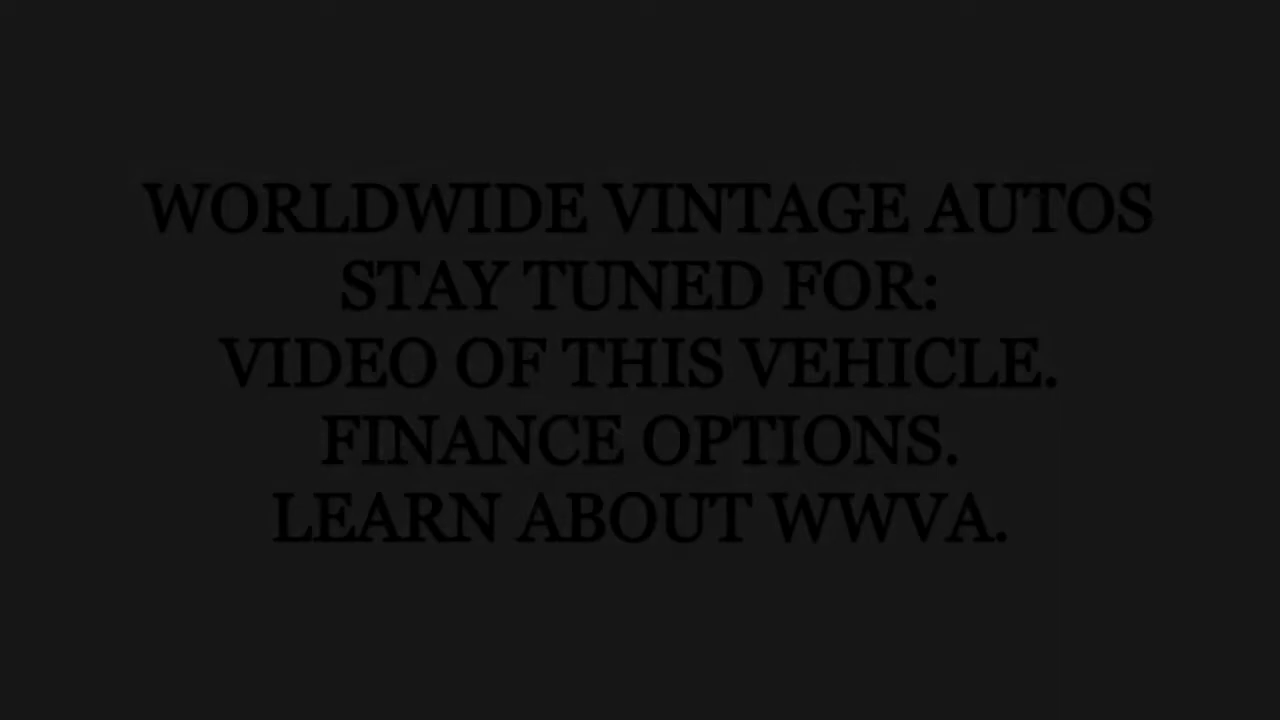 WORLDWIDE VINTAGE AUTOS
STAY TUNED FOR:
VIDEO OF THIS VEHICLE.
FINANCE OPTIONS.
LEARN ABOUT WWVA.